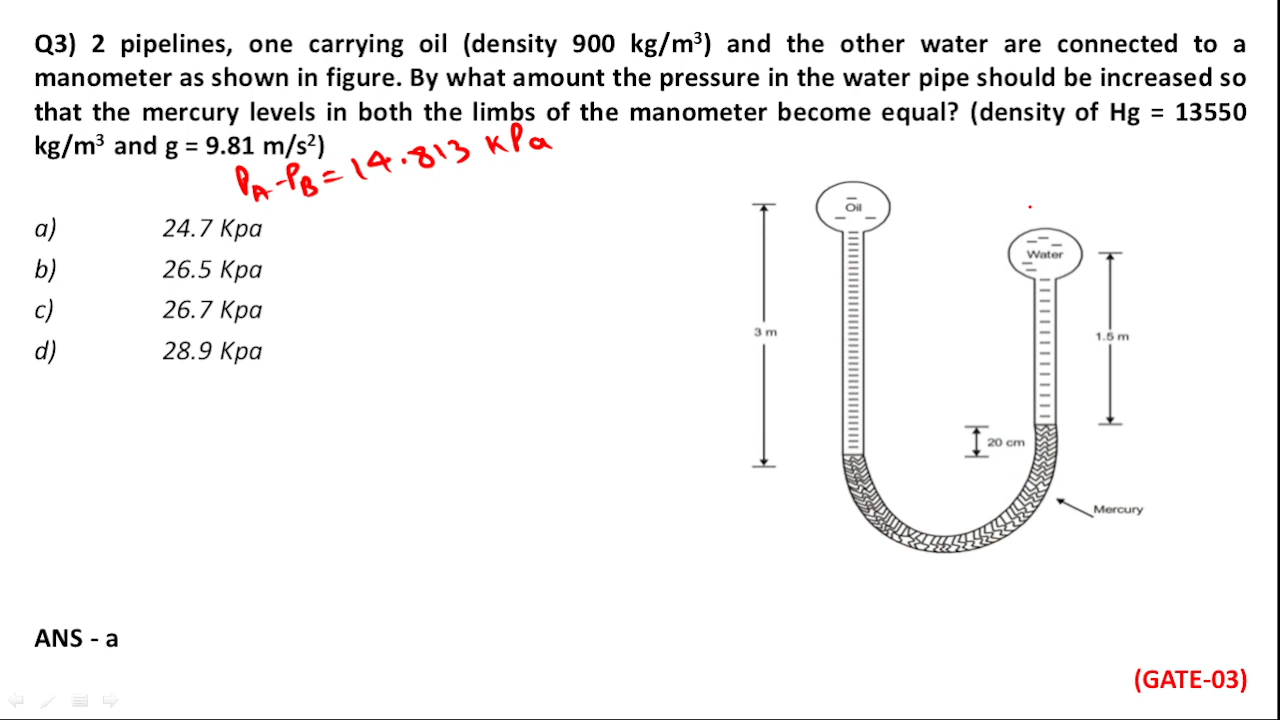 Q3) 2 pipelines, one carrying oil (density 900 kg/m³) and the other water are connected to a
manometer as shown in figure. By what amount the pressure in the water pipe should be increased so
that the mercury levels in both the limbs of the manometer become equal? (density of Hg = 13550
kg/m³ and g = 9.81 m/s²)
P_A - P_B = 14.813 KPa
a) 24.7 Kpa
b) 26.5 Kpa
c) 26.7 Kpa
d) 28.9 Kpa
Oil
Water
3 m
1.5 m
20 cm
Mercury
ANS - a
(GATE-03)